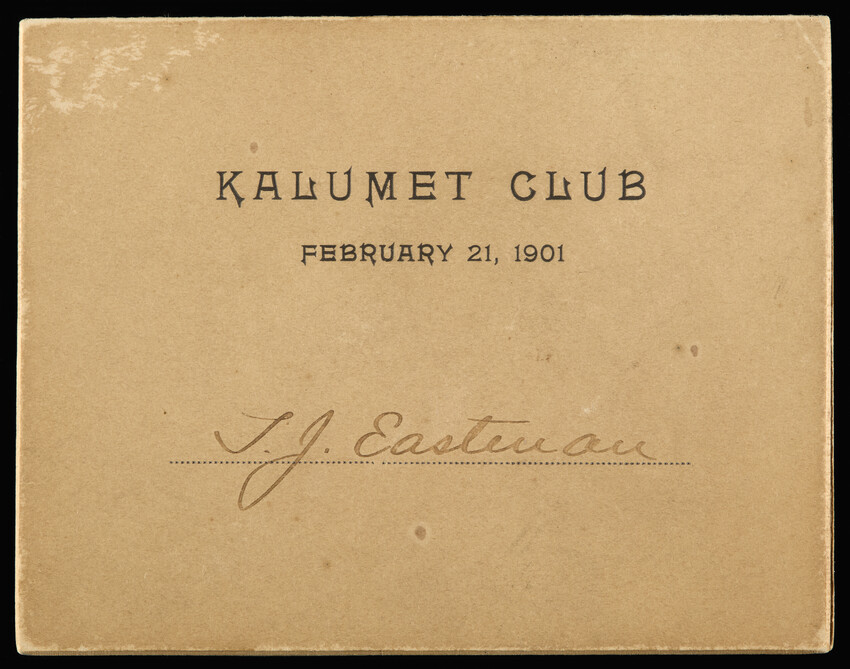 KALUMET CLUB
FEBRUARY 21, 1901
T. J. Eastman